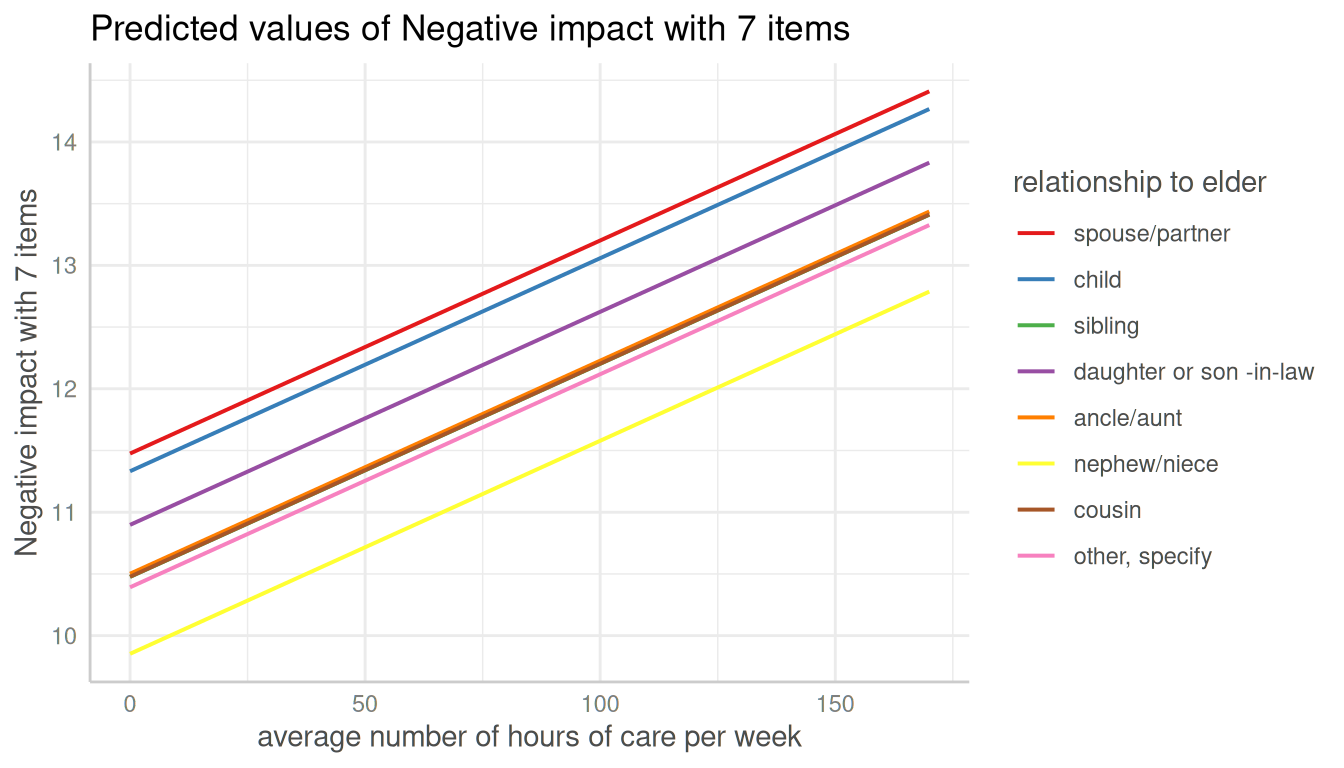 Predicted values of Negative impact with 7 items
Negative impact with 7 items
14
13
12
11
10
0
50
100
150
average number of hours of care per week
relationship to elder
spouse/partner
child
sibling
daughter or son -in-law
ancle/aunt
nephew/niece
cousin
other, specify